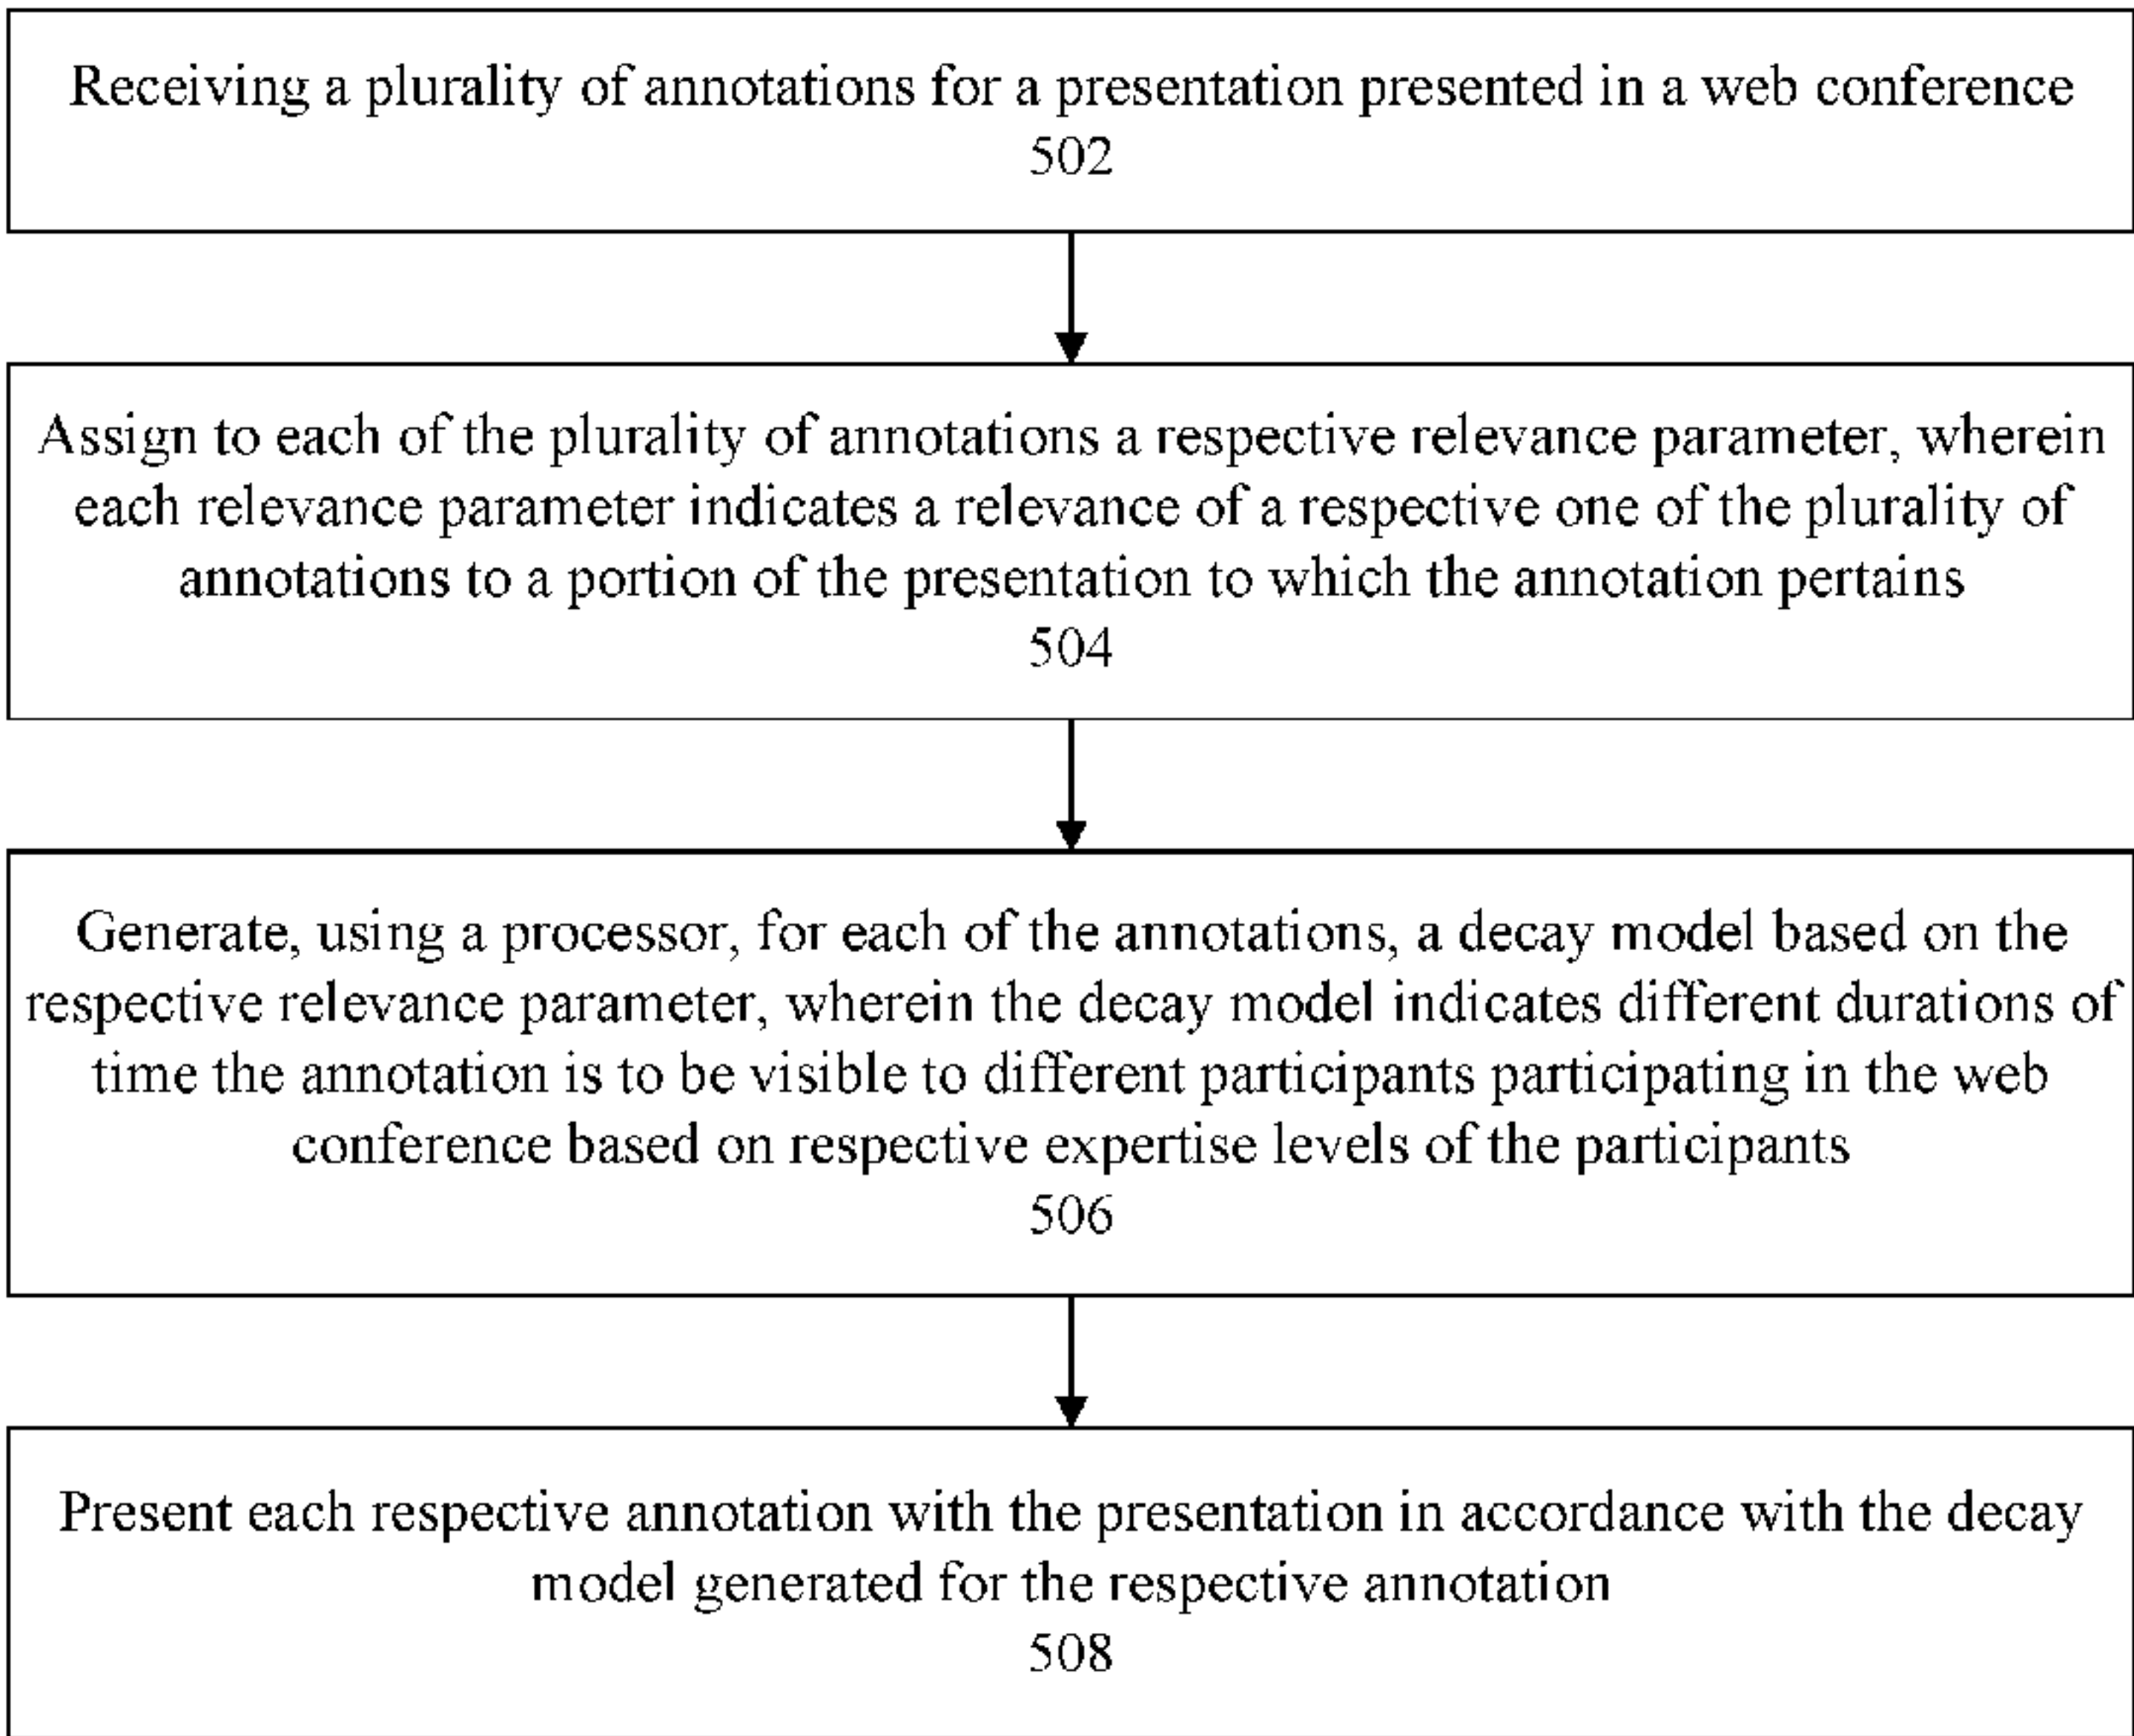 Receiving a plurality of annotations for a presentation presented in a web conference
502
Assign to each of the plurality of annotations a respective relevance parameter, wherein
each relevance parameter indicates a relevance of a respective one of the plurality of
annotations to a portion of the presentation to which the annotation pertains
504
Generate, using a processor, for each of the annotations, a decay model based on the
respective relevance parameter, wherein the decay model indicates different durations of
time the annotation is to be visible to different participants participating in the web
conference based on respective expertise levels of the participants
506
Present each respective annotation with the presentation in accordance with the decay
model generated for the respective annotation
508